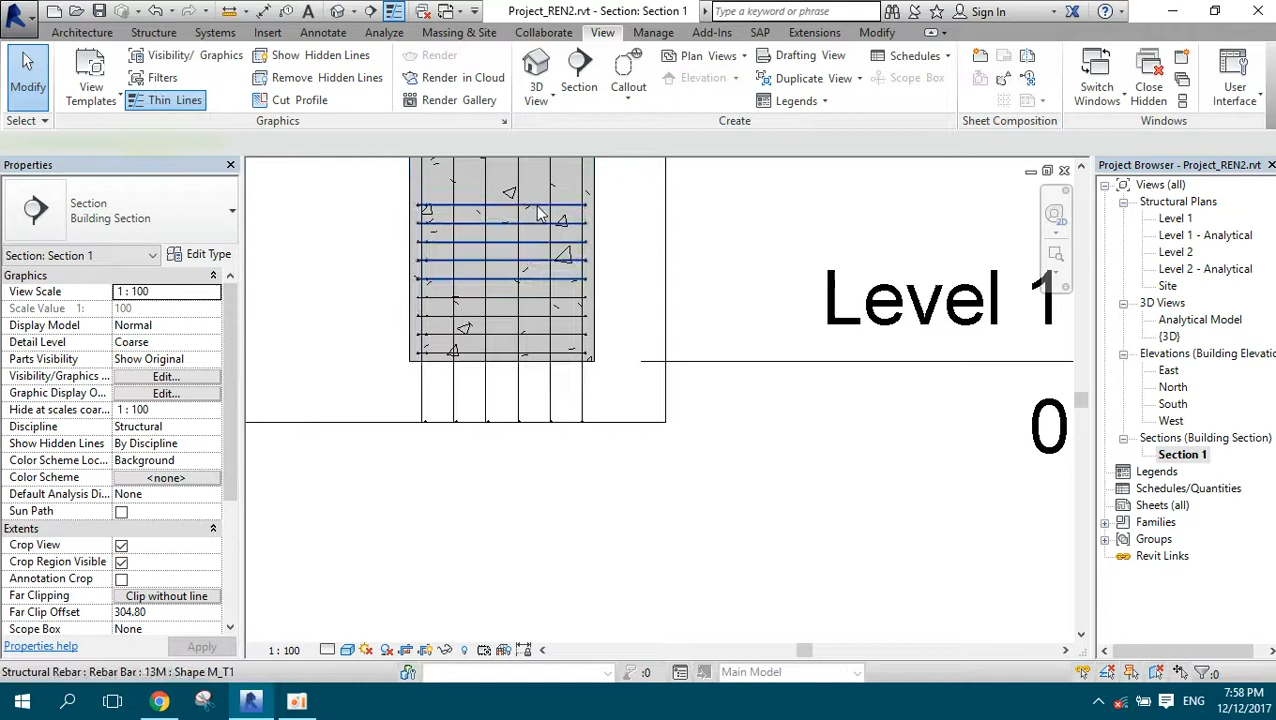 Project_REN2.rvt - Section: Section 1
Type a keyword or phrase
Sign In
Architecture Structure Systems Insert Annotate Analyze Massing & Site Collaborate View Manage Add-Ins SAP Extensions Modify
Modify
Select
View Templates
Visibility/ Graphics
Filters
Thin Lines
Show Hidden Lines
Remove Hidden Lines
Cut Profile
Render
Render in Cloud
Render Gallery
Graphics
3D View
Section
Callout
Plan Views
Elevation
Drafting View
Duplicate View
Legends
Schedules
Scope Box
Create
Sheet Composition
Switch Windows
Close Hidden
User Interface
Windows
Properties
Section
Building Section
Section: Section 1
Edit Type
Graphics
View Scale 1 : 100
Scale Value 1: 100
Display Model Normal
Detail Level Coarse
Parts Visibility Show Original
Visibility/Graphics ... Edit...
Graphic Display O... Edit...
Hide at scales coar... 1 : 100
Discipline Structural
Show Hidden Lines By Discipline
Color Scheme Loc... Background
Color Scheme <none>
Default Analysis Di... None
Sun Path
Extents
Crop View
Crop Region Visible
Annotation Crop
Far Clipping Clip without line
Far Clip Offset 304.80
Scope Box None
Properties help
Apply
Level 1
0
2D
Project Browser - Project_REN2.rvt
Views (all)
Structural Plans
Level 1
Level 1 - Analytical
Level 2
Level 2 - Analytical
Site
3D Views
Analytical Model
{3D}
Elevations (Building Elevatio
East
North
South
West
Sections (Building Section)
Section 1
Legends
Schedules/Quantities
Sheets (all)
Families
Groups
Revit Links
1 : 100
Structural Rebar : Rebar Bar : 13M : Shape M_T1
:0
Main Model
:0
ENG
7:58 PM
12/12/2017